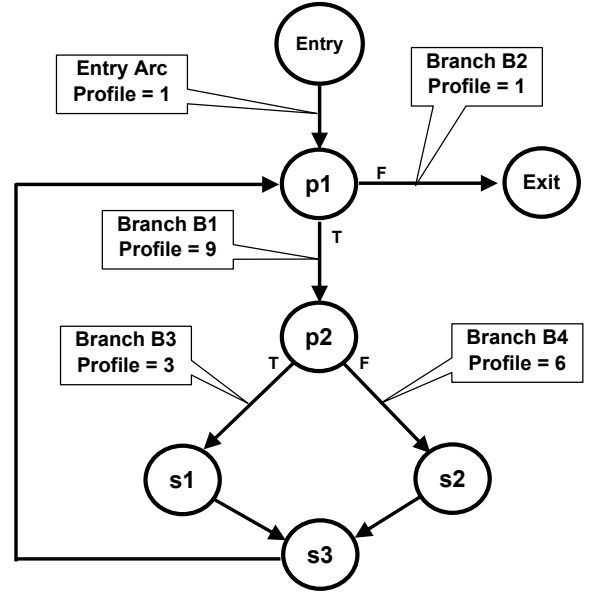 Entry
Entry Arc
Profile = 1
Branch B2
Profile = 1
p1
F
Exit
Branch B1
Profile = 9
T
p2
Branch B3
Profile = 3
T
F
Branch B4
Profile = 6
s1
s2
s3